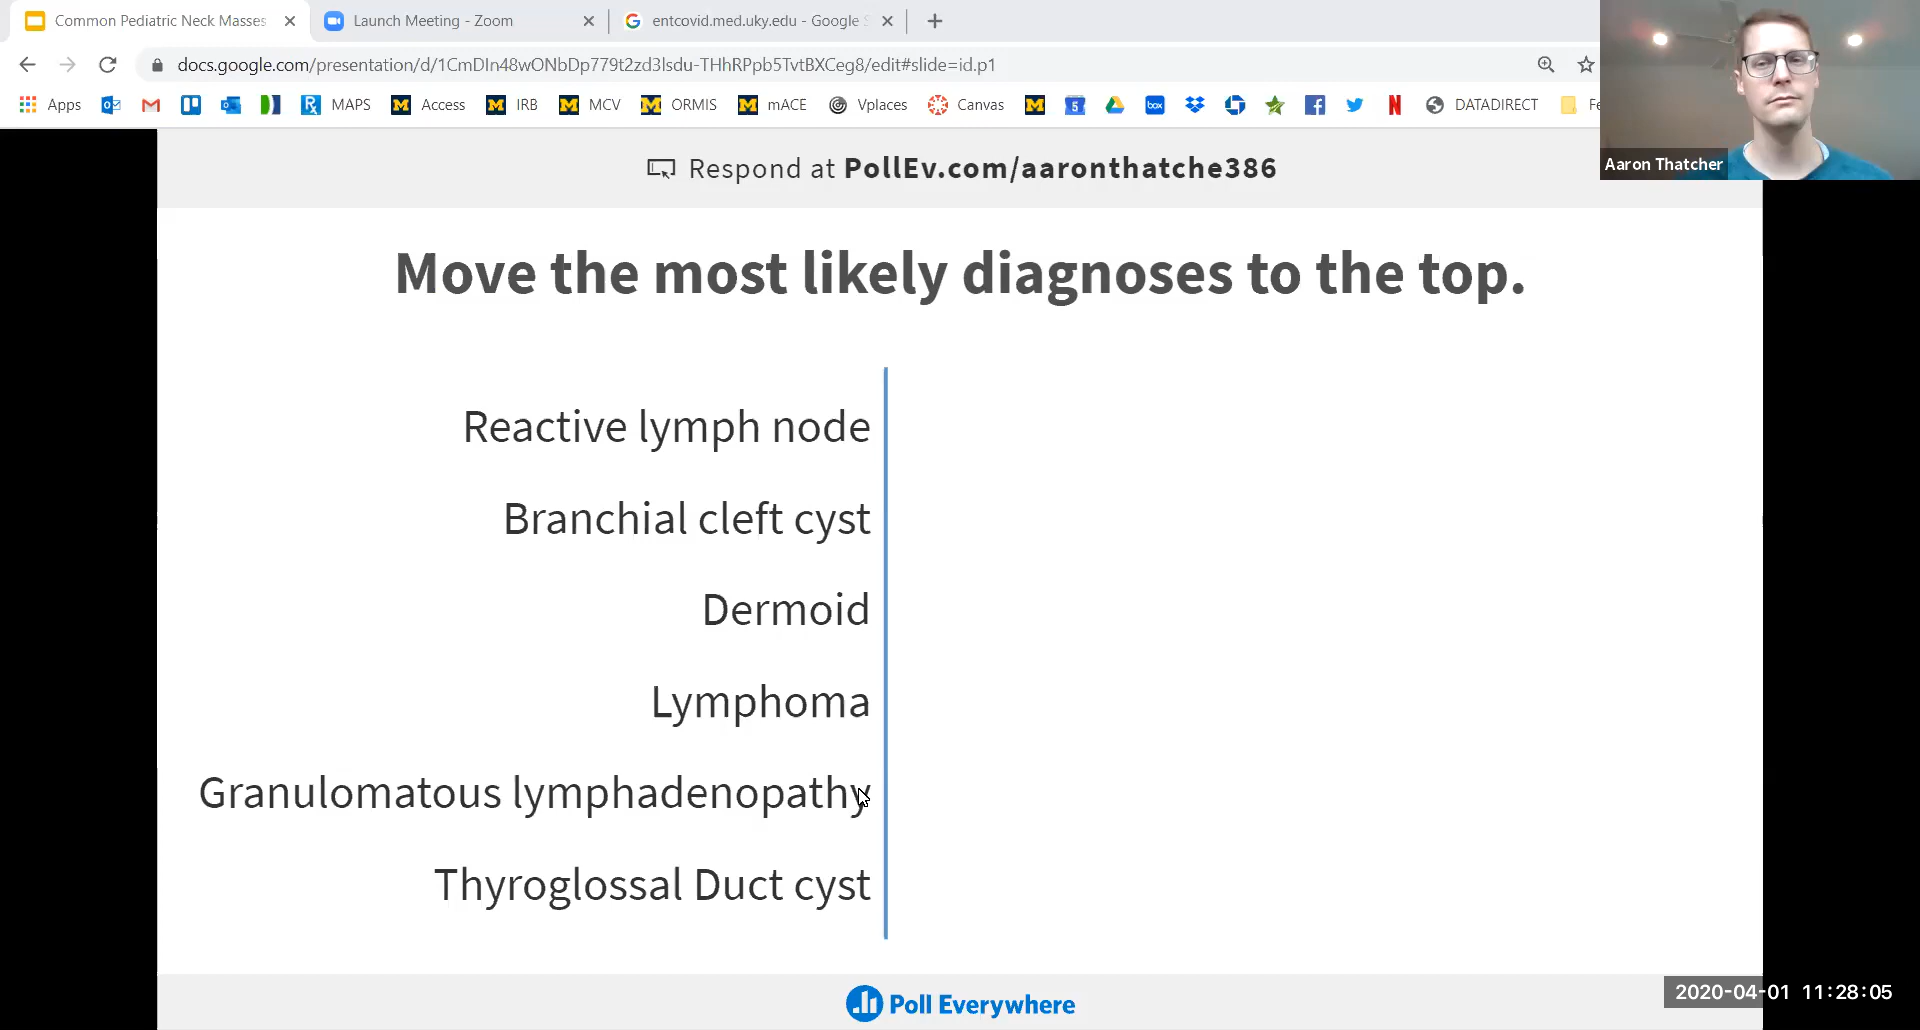 Common Pediatric Neck Masses
Launch Meeting - Zoom
entcovid.med.uky.edu - Google S
docs.google.com/presentation/d/1CmDIn48wONbDp779t2zd3lsdu-THhRPpb5TvtBXCeg8/edit#slide=id.p1
Apps MAPS Access IRB MCV ORMIS mACE Vplaces Canvas 5 box N DATADIRECT Fe
Aaron Thatcher
Respond at PollEv.com/aaronthatche386
Move the most likely diagnoses to the top.
Reactive lymph node
Branchial cleft cyst
Dermoid
Lymphoma
Granulomatous lymphadenopathy
Thyroglossal Duct cyst
Poll Everywhere
2020-04-01 11:28:05